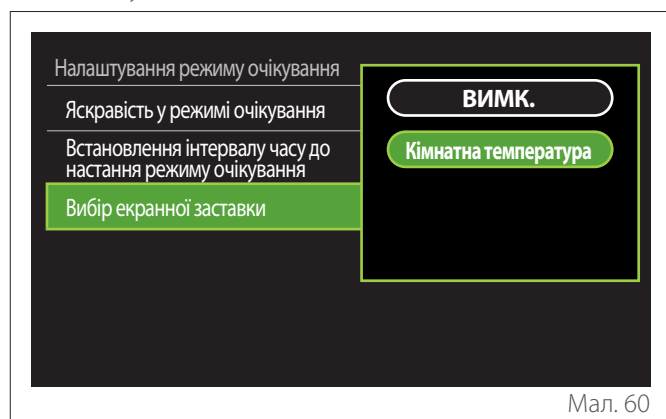 Налаштування режиму очікування
Яскравість у режимі очікування
Встановлення інтервалу часу до
настання режиму очікування
Вибір екранної заставки
ВИМК.
Кімнатна температура
Мал. 60